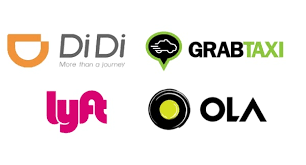 DiDi
More than a journey
GRABTAXI
lyft
OLA